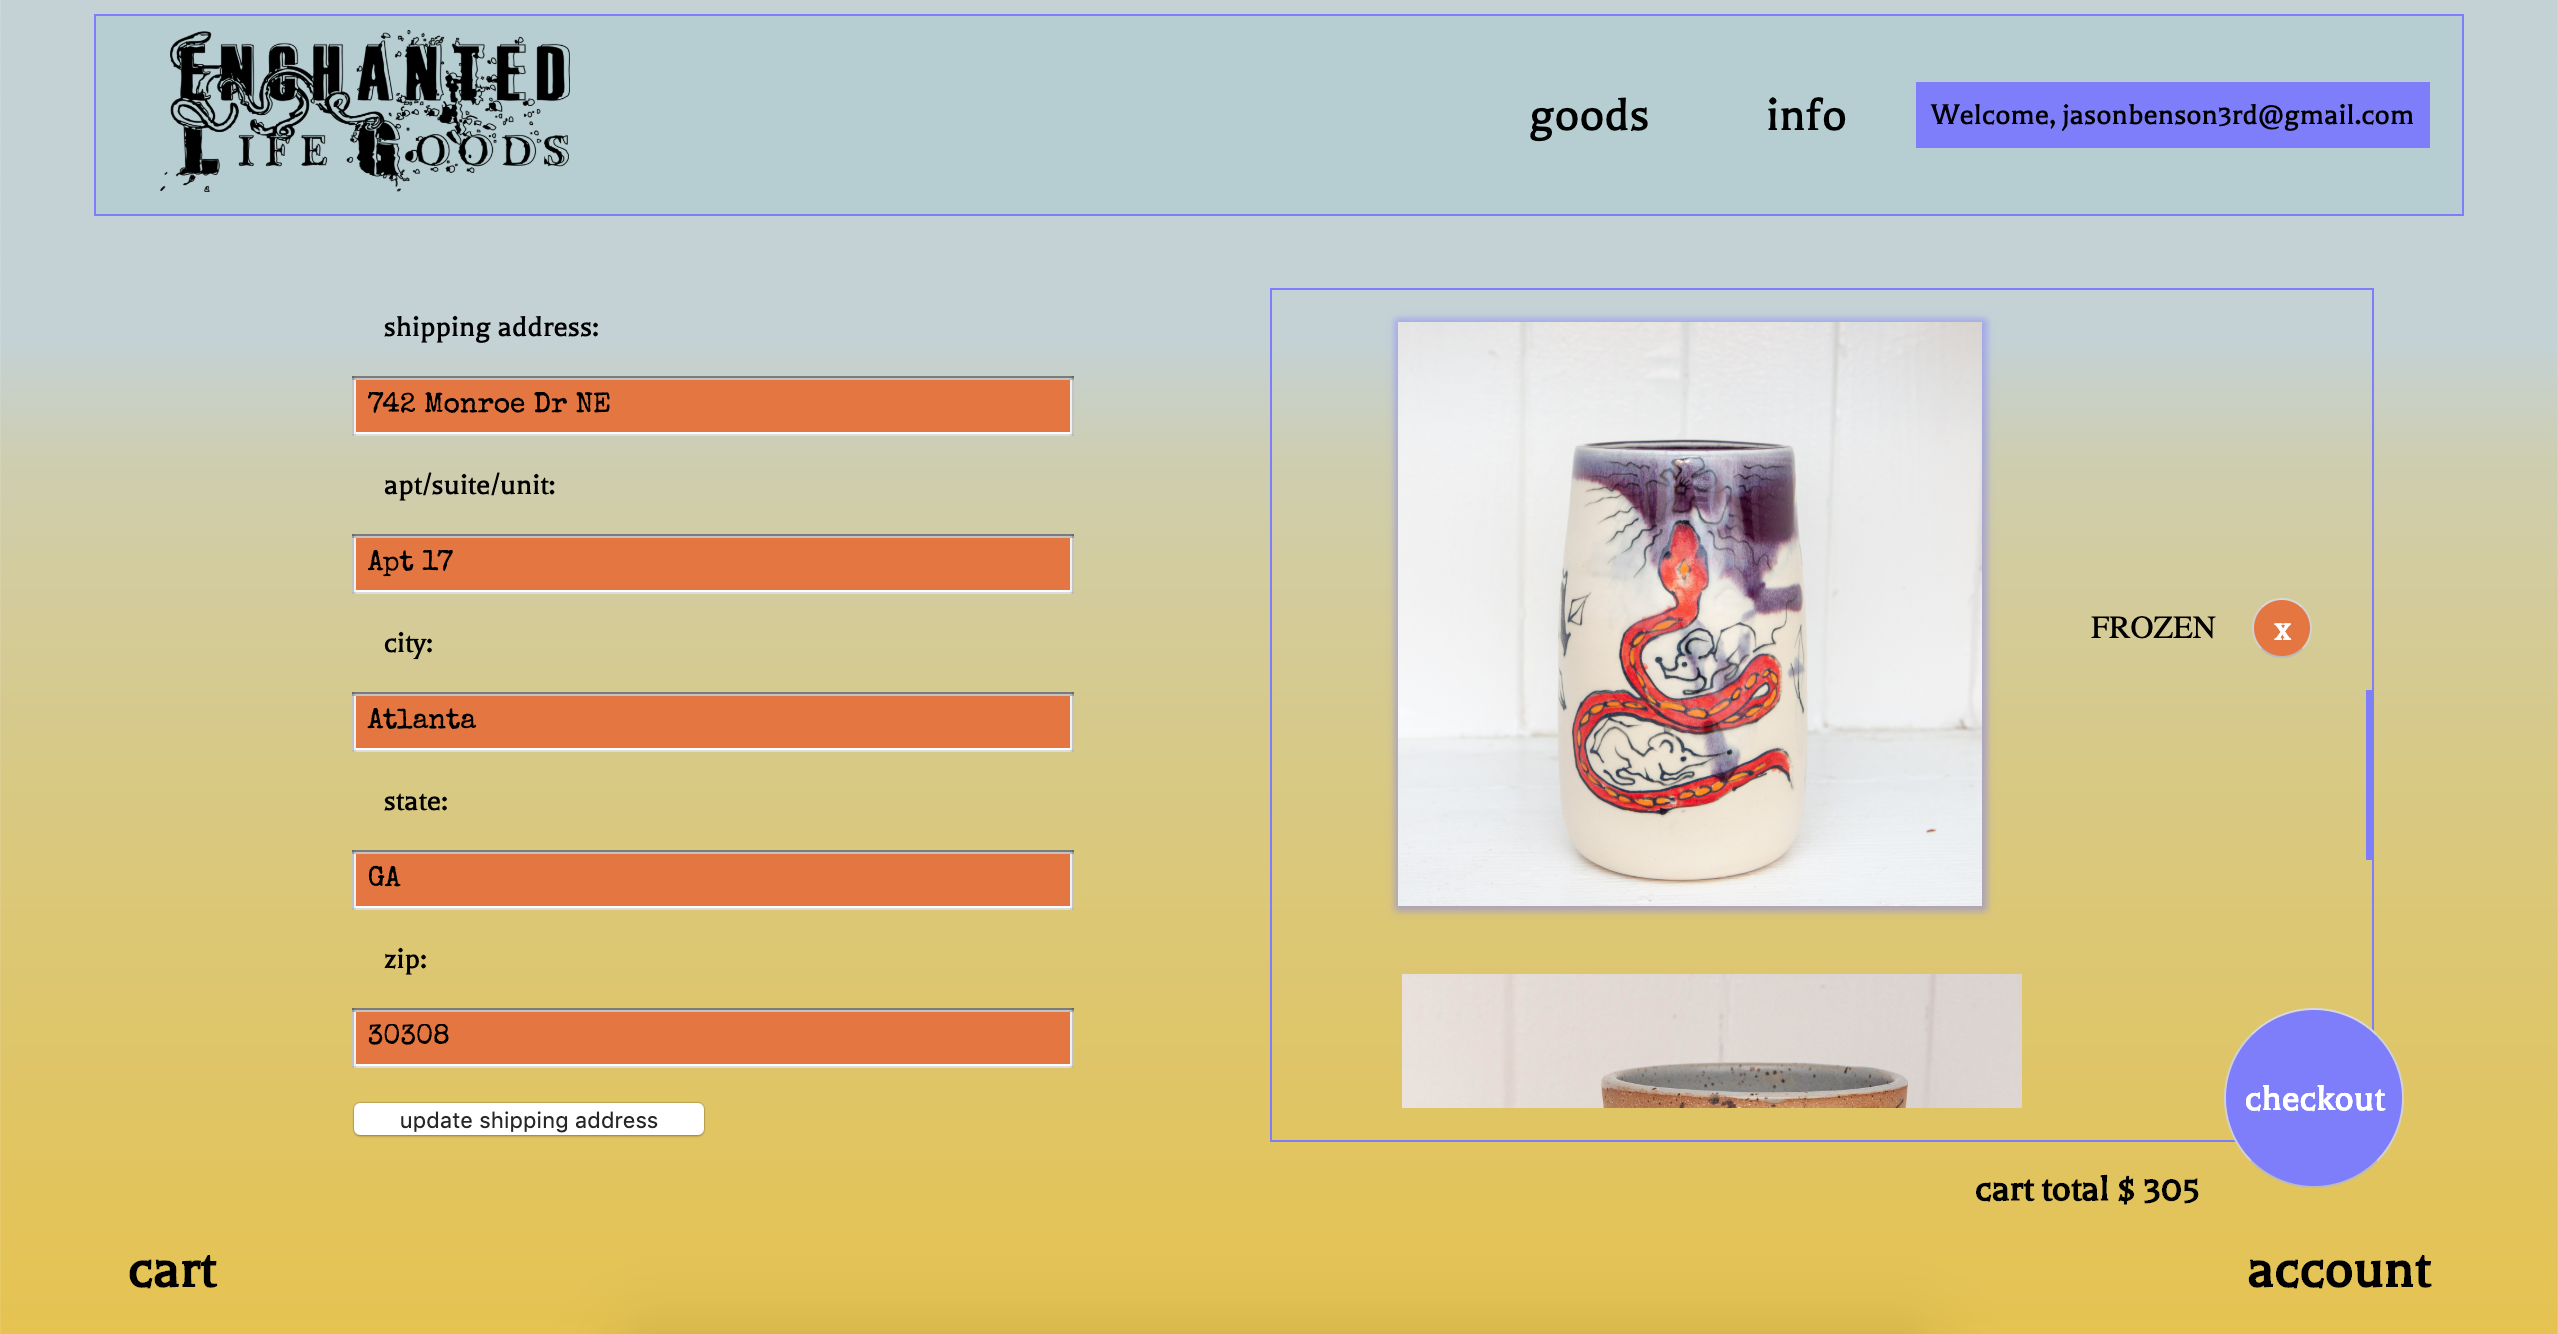 ENCHANTED
LIFE GOODS
goods
info
Welcome, jasonbenson3rd@gmail.com
shipping address:
742 Monroe Dr NE
apt/suite/unit:
Apt 17
city:
Atlanta
state:
GA
zip:
30308
update shipping address
FROZEN
x
checkout
cart total $ 305
cart
account